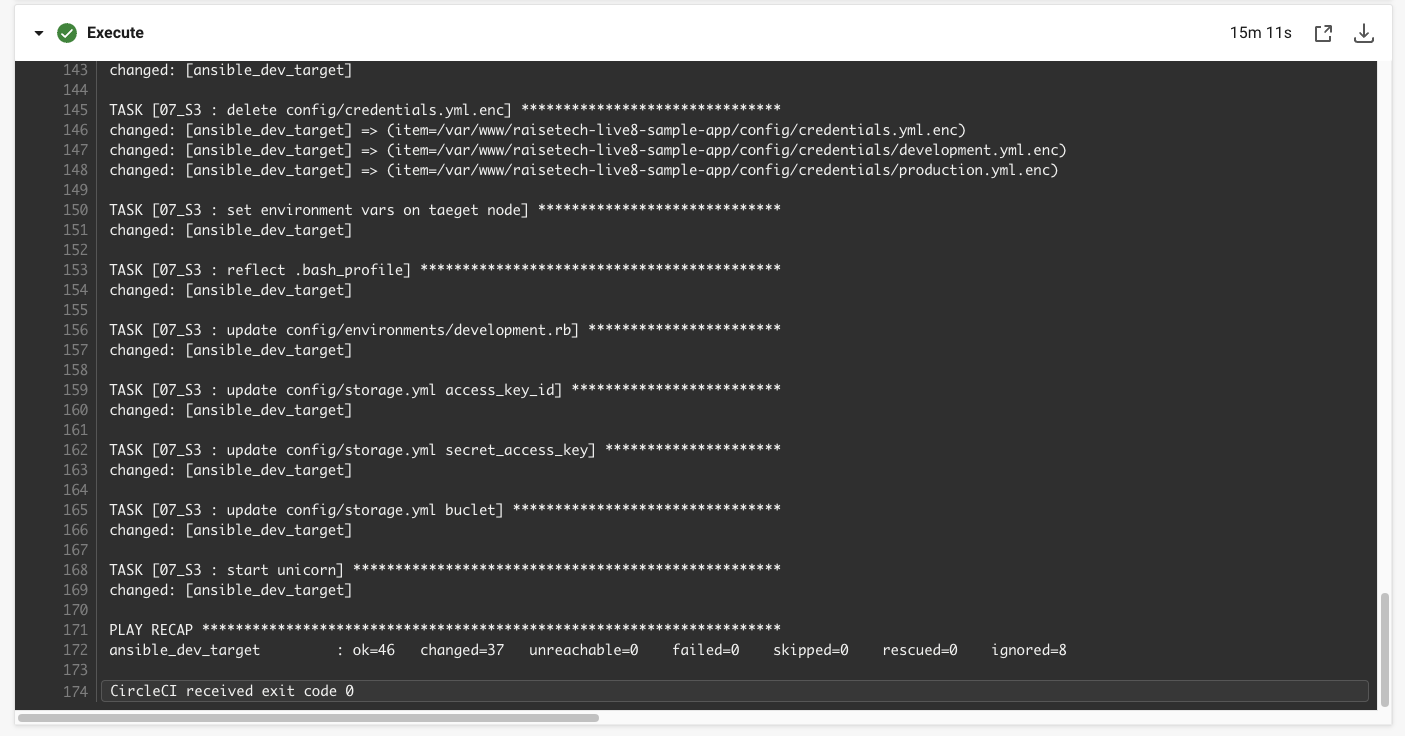 Execute
15m 11s
143 changed: [ansible_dev_target]
144
145 TASK [07_S3 : delete config/credentials.yml.enc] *******************************
146 changed: [ansible_dev_target] => (item=/var/www/raisetech-live8-sample-app/config/credentials.yml.enc)
147 changed: [ansible_dev_target] => (item=/var/www/raisetech-live8-sample-app/config/credentials/development.yml.enc)
148 changed: [ansible_dev_target] => (item=/var/www/raisetech-live8-sample-app/config/credentials/production.yml.enc)
149
150 TASK [07_S3 : set environment vars on taeget node] *****************************
151 changed: [ansible_dev_target]
152
153 TASK [07_S3 : reflect .bash_profile] *******************************************
154 changed: [ansible_dev_target]
155
156 TASK [07_S3 : update config/environments/development.rb] ***********************
157 changed: [ansible_dev_target]
158
159 TASK [07_S3 : update config/storage.yml access_key_id] *************************
160 changed: [ansible_dev_target]
161
162 TASK [07_S3 : update config/storage.yml secret_access_key] *********************
163 changed: [ansible_dev_target]
164
165 TASK [07_S3 : update config/storage.yml buclet] ********************************
166 changed: [ansible_dev_target]
167
168 TASK [07_S3 : start unicorn] ***************************************************
169 changed: [ansible_dev_target]
170
171 PLAY RECAP *********************************************************************
172 ansible_dev_target         : ok=46   changed=37   unreachable=0    failed=0    skipped=0    rescued=0    ignored=8
173
174 CircleCI received exit code 0